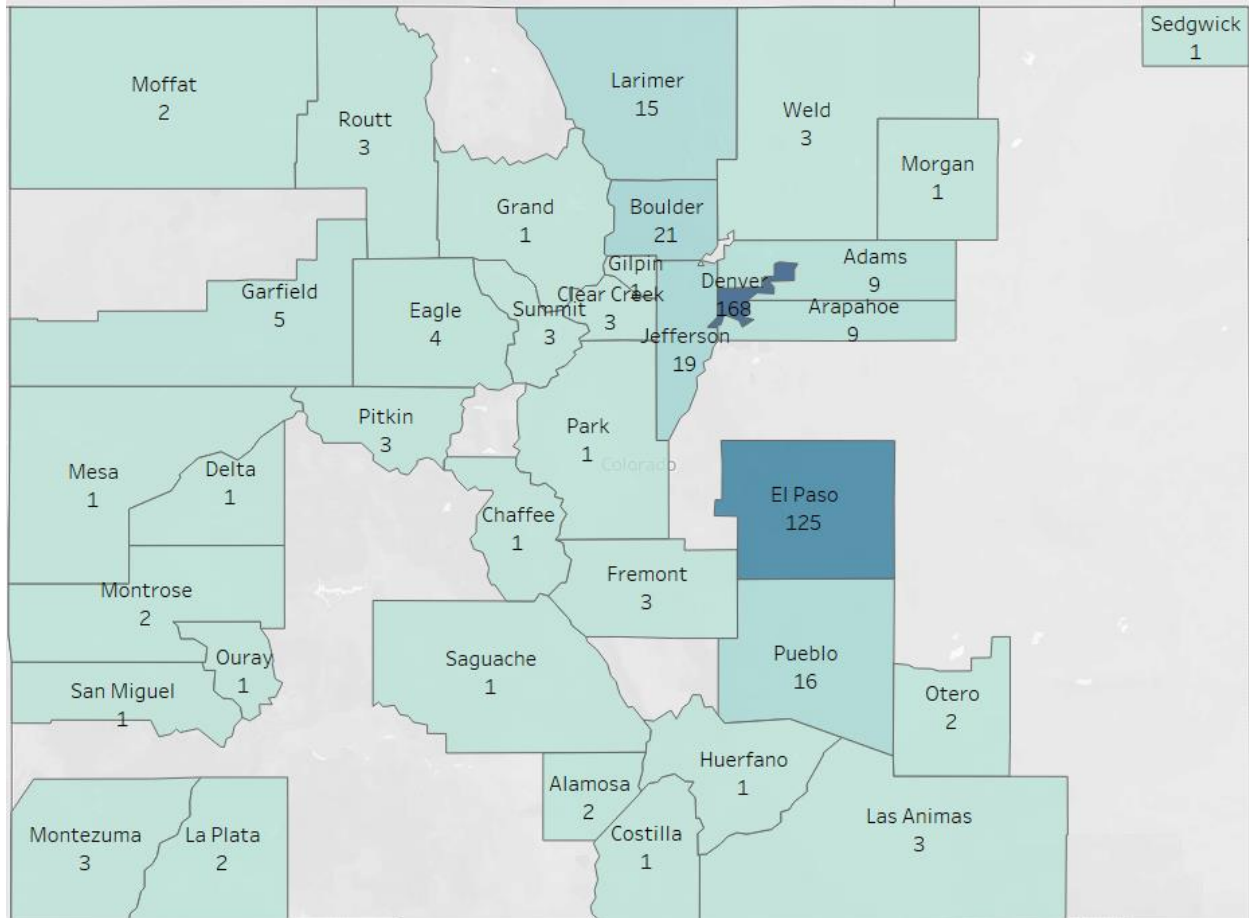 Sedgwick
1
Moffat
2
Routt
3
Larimer
15
Weld
3
Morgan
1
Grand
1
Boulder
21
Gilpin
1
Adams
9
Denver
168
Arapahoe
9
Garfield
5
Eagle
4
Summit
3
Clear Creek
3
Jefferson
19
Pitkin
3
Park
1
Colorado
Mesa
1
Delta
1
Chaffee
1
El Paso
125
Fremont
3
Montrose
2
Ouray
1
San Miguel
1
Saguache
1
Pueblo
16
Otero
2
Huerfano
1
Alamosa
2
Costilla
1
Las Animas
3
Montezuma
3
La Plata
2